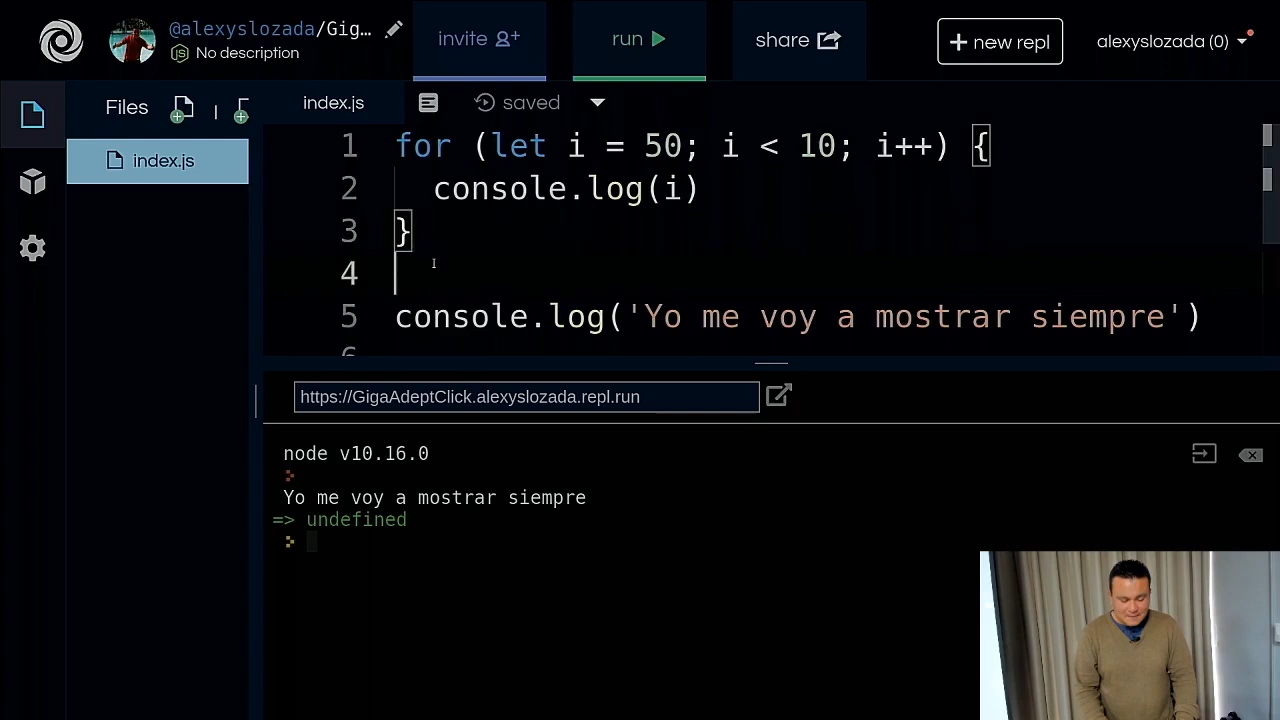 @alexyslozada/Gig...
No description
invite
run
share
+ new repl
alexyslozada (0)
Files
index.js
saved
index.js
1 for (let i = 50; i < 10; i++) {
2 console.log(i)
3 }
4
5 console.log('Yo me voy a mostrar siempre')
6
https://GigaAdeptClick.alexyslozada.repl.run
node v10.16.0
Yo me voy a mostrar siempre
=> undefined